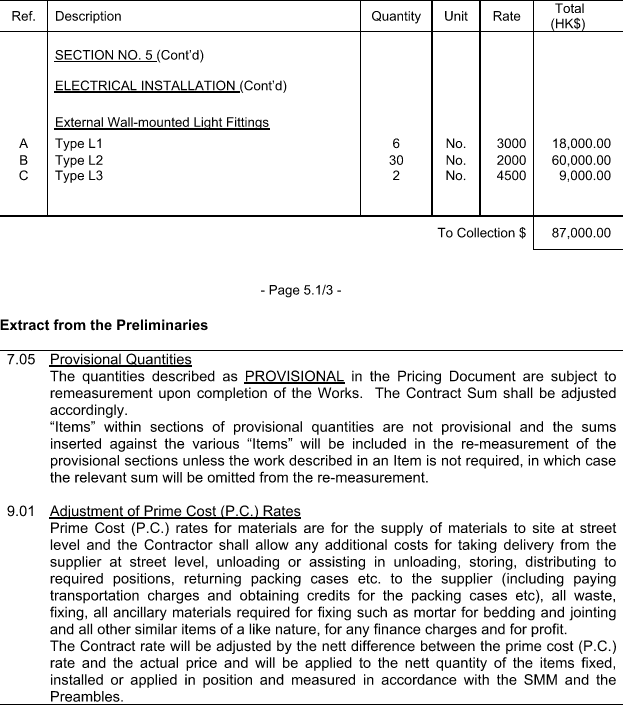 Ref. Description Quantity Unit Rate Total (HK$)
SECTION NO. 5 (Cont'd)
ELECTRICAL INSTALLATION (Cont'd)
External Wall-mounted Light Fittings
A Type L1 6 No. 3000 18,000.00
B Type L2 30 No. 2000 60,000.00
C Type L3 2 No. 4500 9,000.00
To Collection $ 87,000.00
- Page 5.1/3 -
Extract from the Preliminaries
7.05 Provisional Quantities
The quantities described as PROVISIONAL in the Pricing Document are subject to
remeasurement upon completion of the Works. The Contract Sum shall be adjusted
accordingly.
“Items” within sections of provisional quantities are not provisional and the sums
inserted against the various “Items” will be included in the re-measurement of the
provisional sections unless the work described in an Item is not required, in which case
the relevant sum will be omitted from the re-measurement.
9.01 Adjustment of Prime Cost (P.C.) Rates
Prime Cost (P.C.) rates for materials are for the supply of materials to site at street
level and the Contractor shall allow any additional costs for taking delivery from the
supplier at street level, unloading or assisting in unloading, storing, distributing to
required positions, returning packing cases etc. to the supplier (including paying
transportation charges and obtaining credits for the packing cases etc), all waste,
fixing, all ancillary materials required for fixing such as mortar for bedding and jointing
and all other similar items of a like nature, for any finance charges and for profit.
The Contract rate will be adjusted by the nett difference between the prime cost (P.C.)
rate and the actual price and will be applied to the nett quantity of the items fixed,
installed or applied in position and measured in accordance with the SMM and the
Preambles.